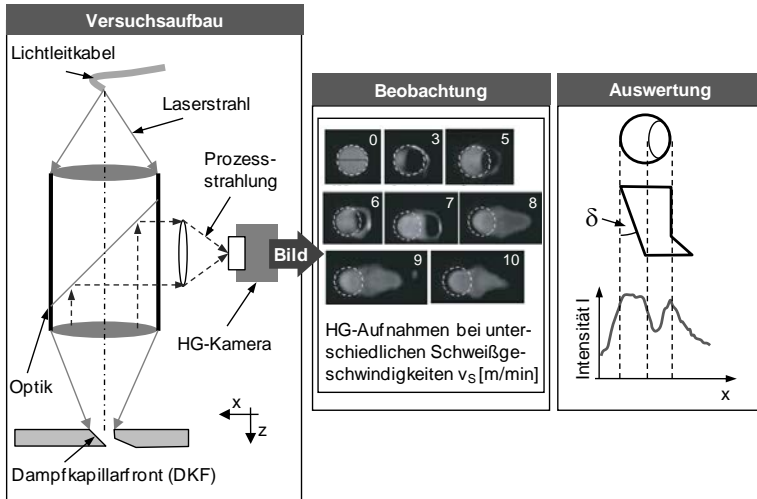 Versuchsaufbau
Lichtleitkabel
Laserstrahl
Prozess-
strahlung
HG-Kamera
Optik
x
z
Dampfkapillarfront (DKF)
Bild
Beobachtung
0
3
5
6
7
8
9
10
HG-Aufnahmen bei unter-
schiedlichen Schweißge-
schwindigkeiten vS [m/min]
Auswertung
δ
Intensität I
x